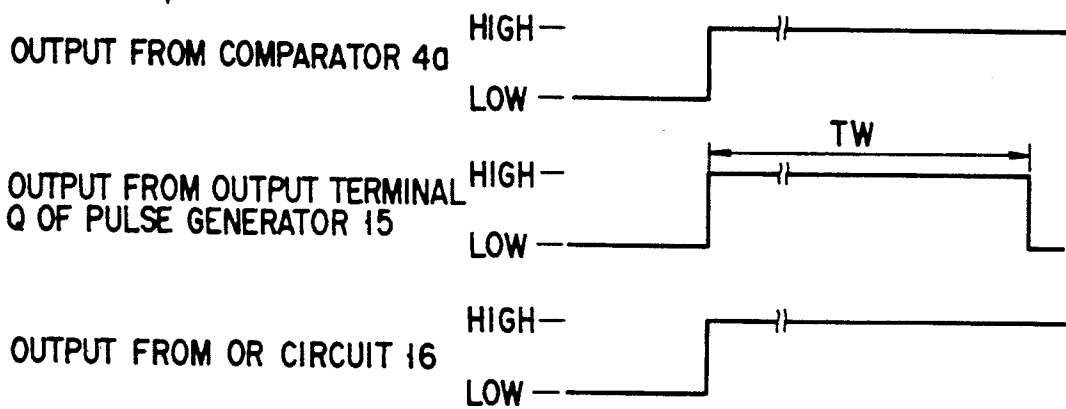 HIGH
OUTPUT FROM COMPARATOR 4a
LOW
TW
OUTPUT FROM OUTPUT TERMINAL HIGH
Q OF PULSE GENERATOR 15
LOW
HIGH
OUTPUT FROM OR CIRCUIT 16
LOW